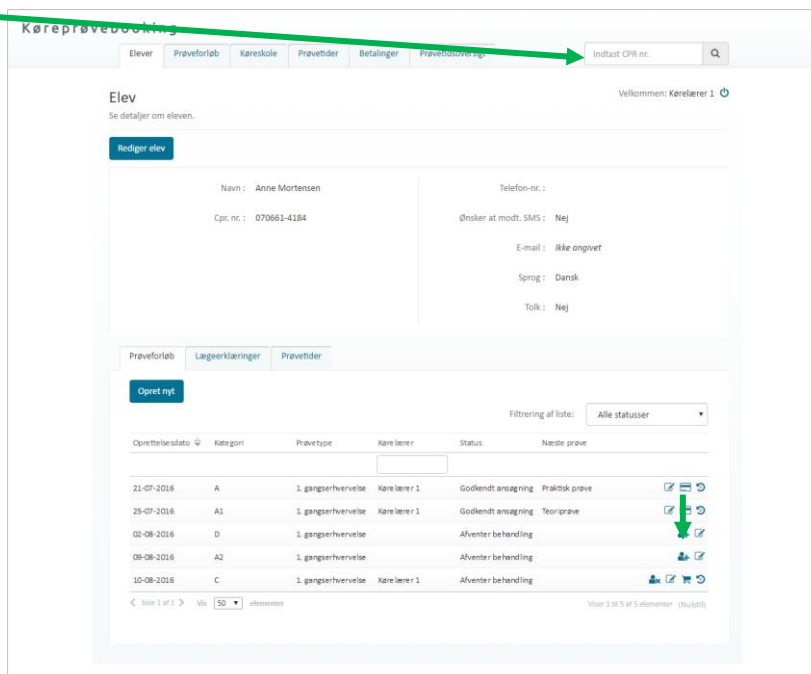 Køreprøvebooking
Elever Prøveforløb Køreskole Prøvetider Betalinger Prøvetidsoversigt Indtast CPR nr.
Elev Velkommen: Kørelærer 1
Se detaljer om eleven.
Rediger elev
Navn : Anne Mortensen Telefon-nr. :
Cpr. nr. : 070661-4184 Ønsker at modt. SMS : Nej
E-mail : Ikke angivet
Sprog : Dansk
Tolk : Nej
Prøveforløb Lægeerklæringer Prøvetider
Opret nyt
Filtrering af liste: Alle statusser
Oprettelsesdato Kategori Prøvetype Kørelærer Status Næste prøve
21-07-2016 A 1. gangserhvervelse Kørelærer 1 Godkendt ansøgning Praktisk prøve
25-07-2016 A1 1. gangserhvervelse Kørelærer 1 Godkendt ansøgning Teoriprøve
02-08-2016 D 1. gangserhvervelse Afventer behandling
09-08-2016 A2 1. gangserhvervelse Afventer behandling
10-08-2016 C 1. gangserhvervelse Kørelærer 1 Afventer behandling
Side 1 af 1 Vis 50 elementer Viser 1 til 5 af 5 elementer (Nulstil)